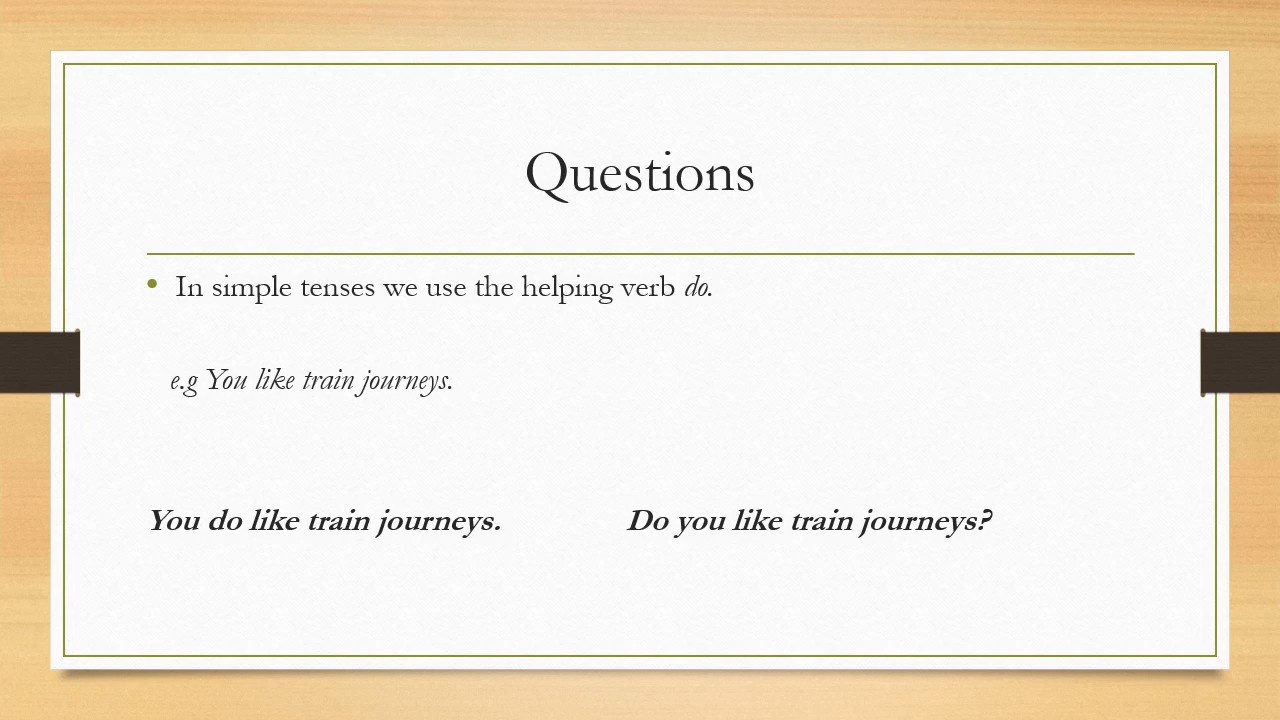 Questions
In simple tenses we use the helping verb do.
e.g You like train journeys.
You do like train journeys. Do you like train journeys?